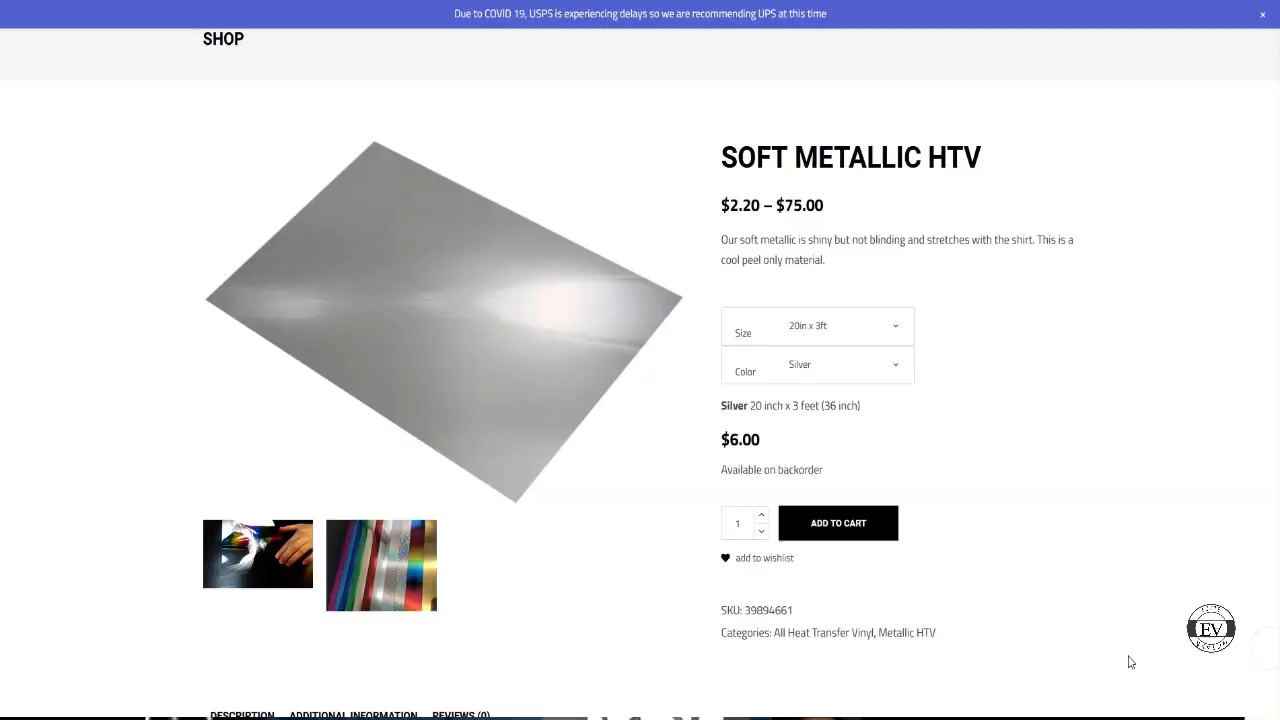 Due to COVID 19, USPS is experiencing delays so we are recommending UPS at this time
×
SHOP
SOFT METALLIC HTV
$2.20 – $75.00
Our soft metallic is shiny but not blinding and stretches with the shirt. This is a
cool peel only material.
Size 20in x 3ft
Color Silver
Silver 20 inch x 3 feet (36 inch)
$6.00
Available on backorder
1 ADD TO CART
add to wishlist
SKU: 39894661
Categories: All Heat Transfer Vinyl, Metallic HTV
EV
DESCRIPTION ADDITIONAL INFORMATION REVIEWS (0)